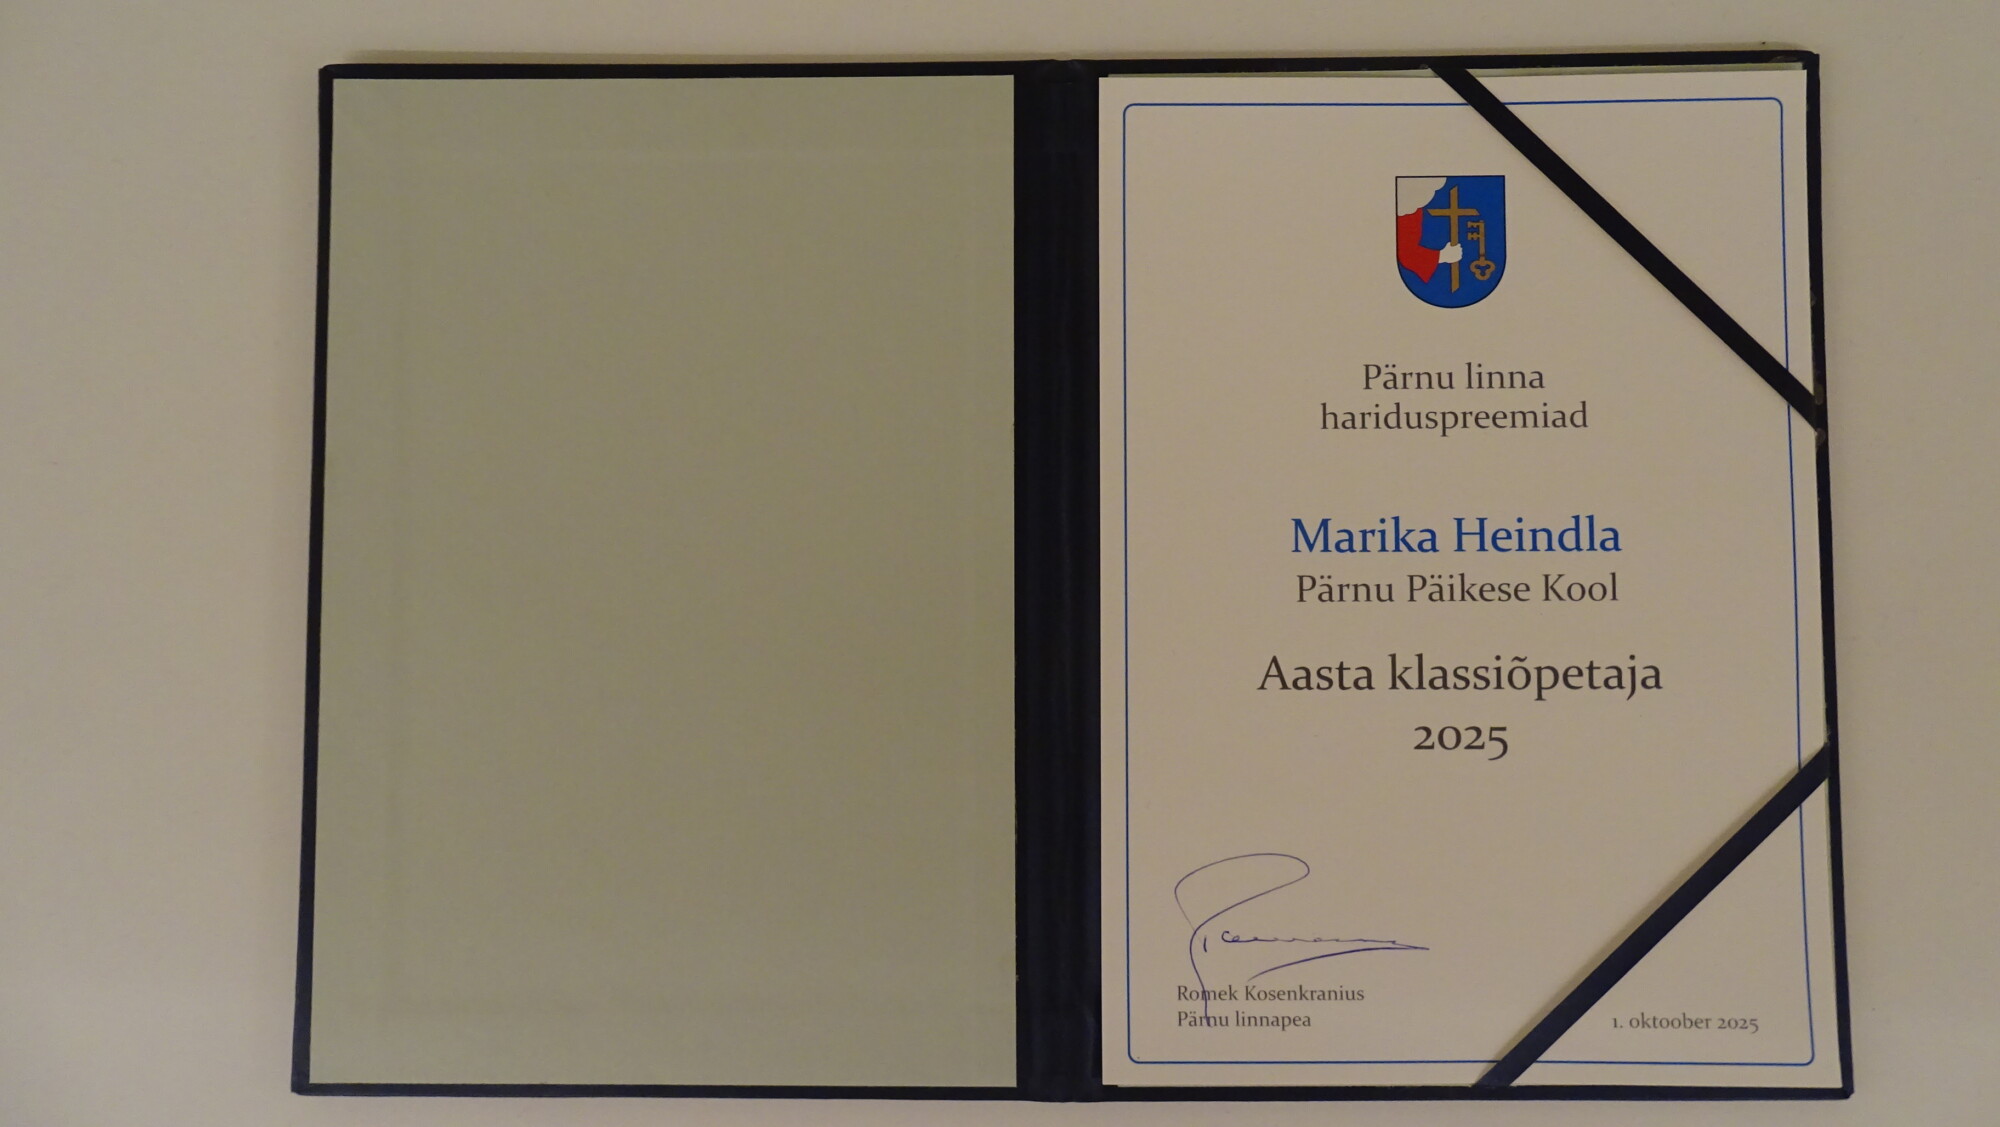 Pärnu linna
hariduspreemiad
Marika Heindla
Pärnu Päikese Kool
Aasta klassiõpetaja
2025
Romek Kosenkranius
Pärnu linnapea
1. oktoober 2025